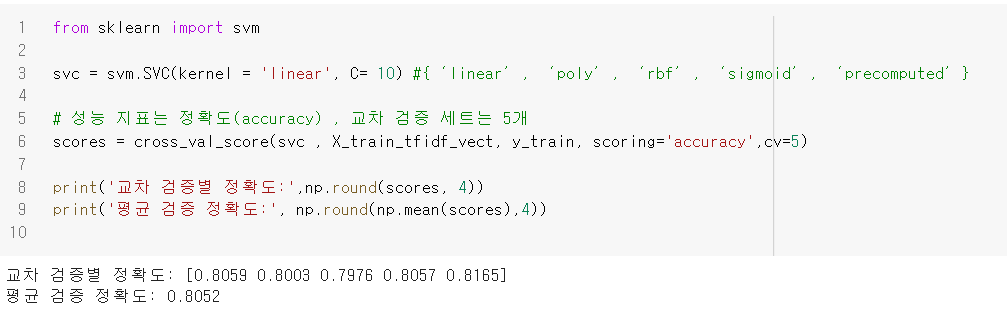 1 from sklearn import svm
2
3 svc = svm.SVC(kernel = 'linear', C= 10) #{ ‘linear’ , ‘poly’ , ‘rbf’ , ‘sigmoid’ , ‘precomputed’ }
4
5 # 성능 지표는 정확도(accuracy) , 교차 검증 세트는 5개
6 scores = cross_val_score(svc , X_train_tfidf_vect, y_train, scoring='accuracy',cv=5)
7
8 print('교차 검증별 정확도:',np.round(scores, 4))
9 print('평균 검증 정확도:', np.round(np.mean(scores),4))
10
교차 검증별 정확도: [0.8059 0.8003 0.7976 0.8057 0.8165]
평균 검증 정확도: 0.8052